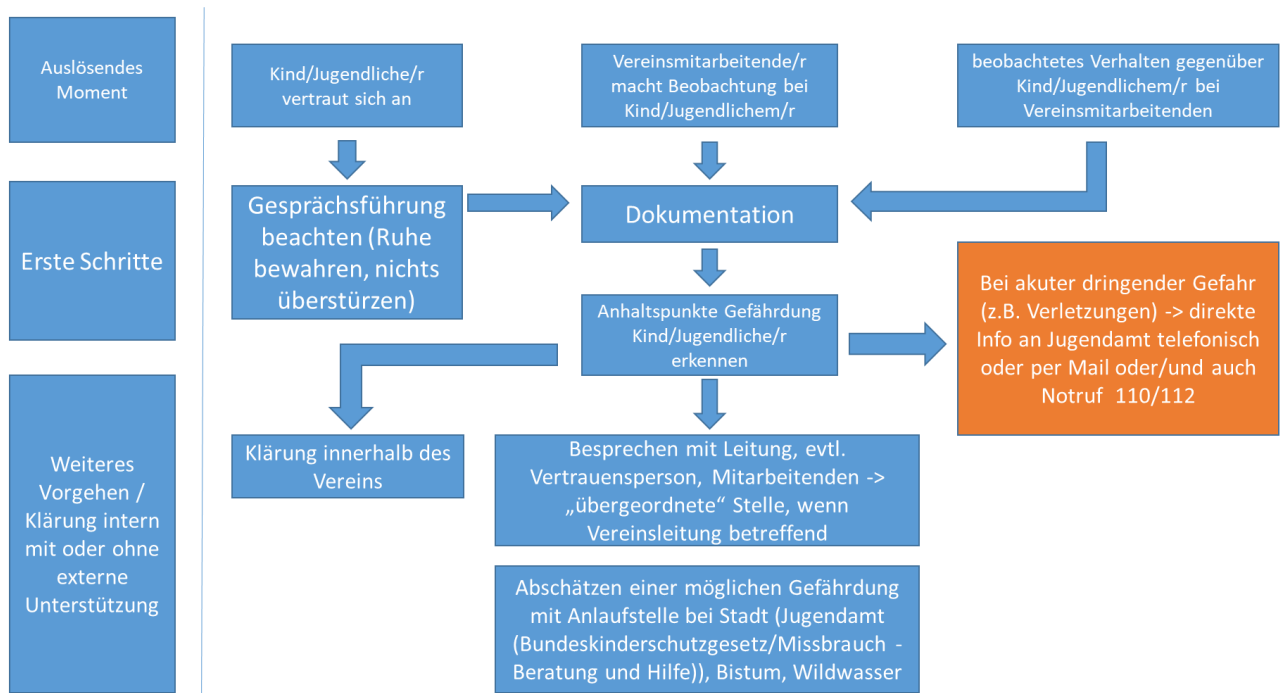 Auslösendes
Moment
Kind/Jugendliche/r
vertraut sich an
Vereinsmitarbeitende/r
macht Beobachtung bei
Kind/Jugendlichem/r
beobachtetes Verhalten gegenüber
Kind/Jugendlichem/r bei
Vereinsmitarbeitenden
Erste Schritte
Gesprächsführung
beachten (Ruhe
bewahren, nichts
überstürzen)
Dokumentation
Anhaltspunkte Gefährdung
Kind/Jugendliche/r
erkennen
Bei akuter dringender Gefahr
(z.B. Verletzungen) -> direkte
Info an Jugendamt telefonisch
oder per Mail oder/und auch
Notruf 110/112
Weiteres
Vorgehen /
Klärung intern
mit oder ohne
externe
Unterstützung
Klärung innerhalb des
Vereins
Besprechen mit Leitung, evtl.
Vertrauensperson, Mitarbeitenden ->
„übergeordnete“ Stelle, wenn
Vereinsleitung betreffend
Abschätzen einer möglichen Gefährdung
mit Anlaufstelle bei Stadt (Jugendamt
(Bundeskinderschutzgesetz/Missbrauch -
Beratung und Hilfe)), Bistum, Wildwasser